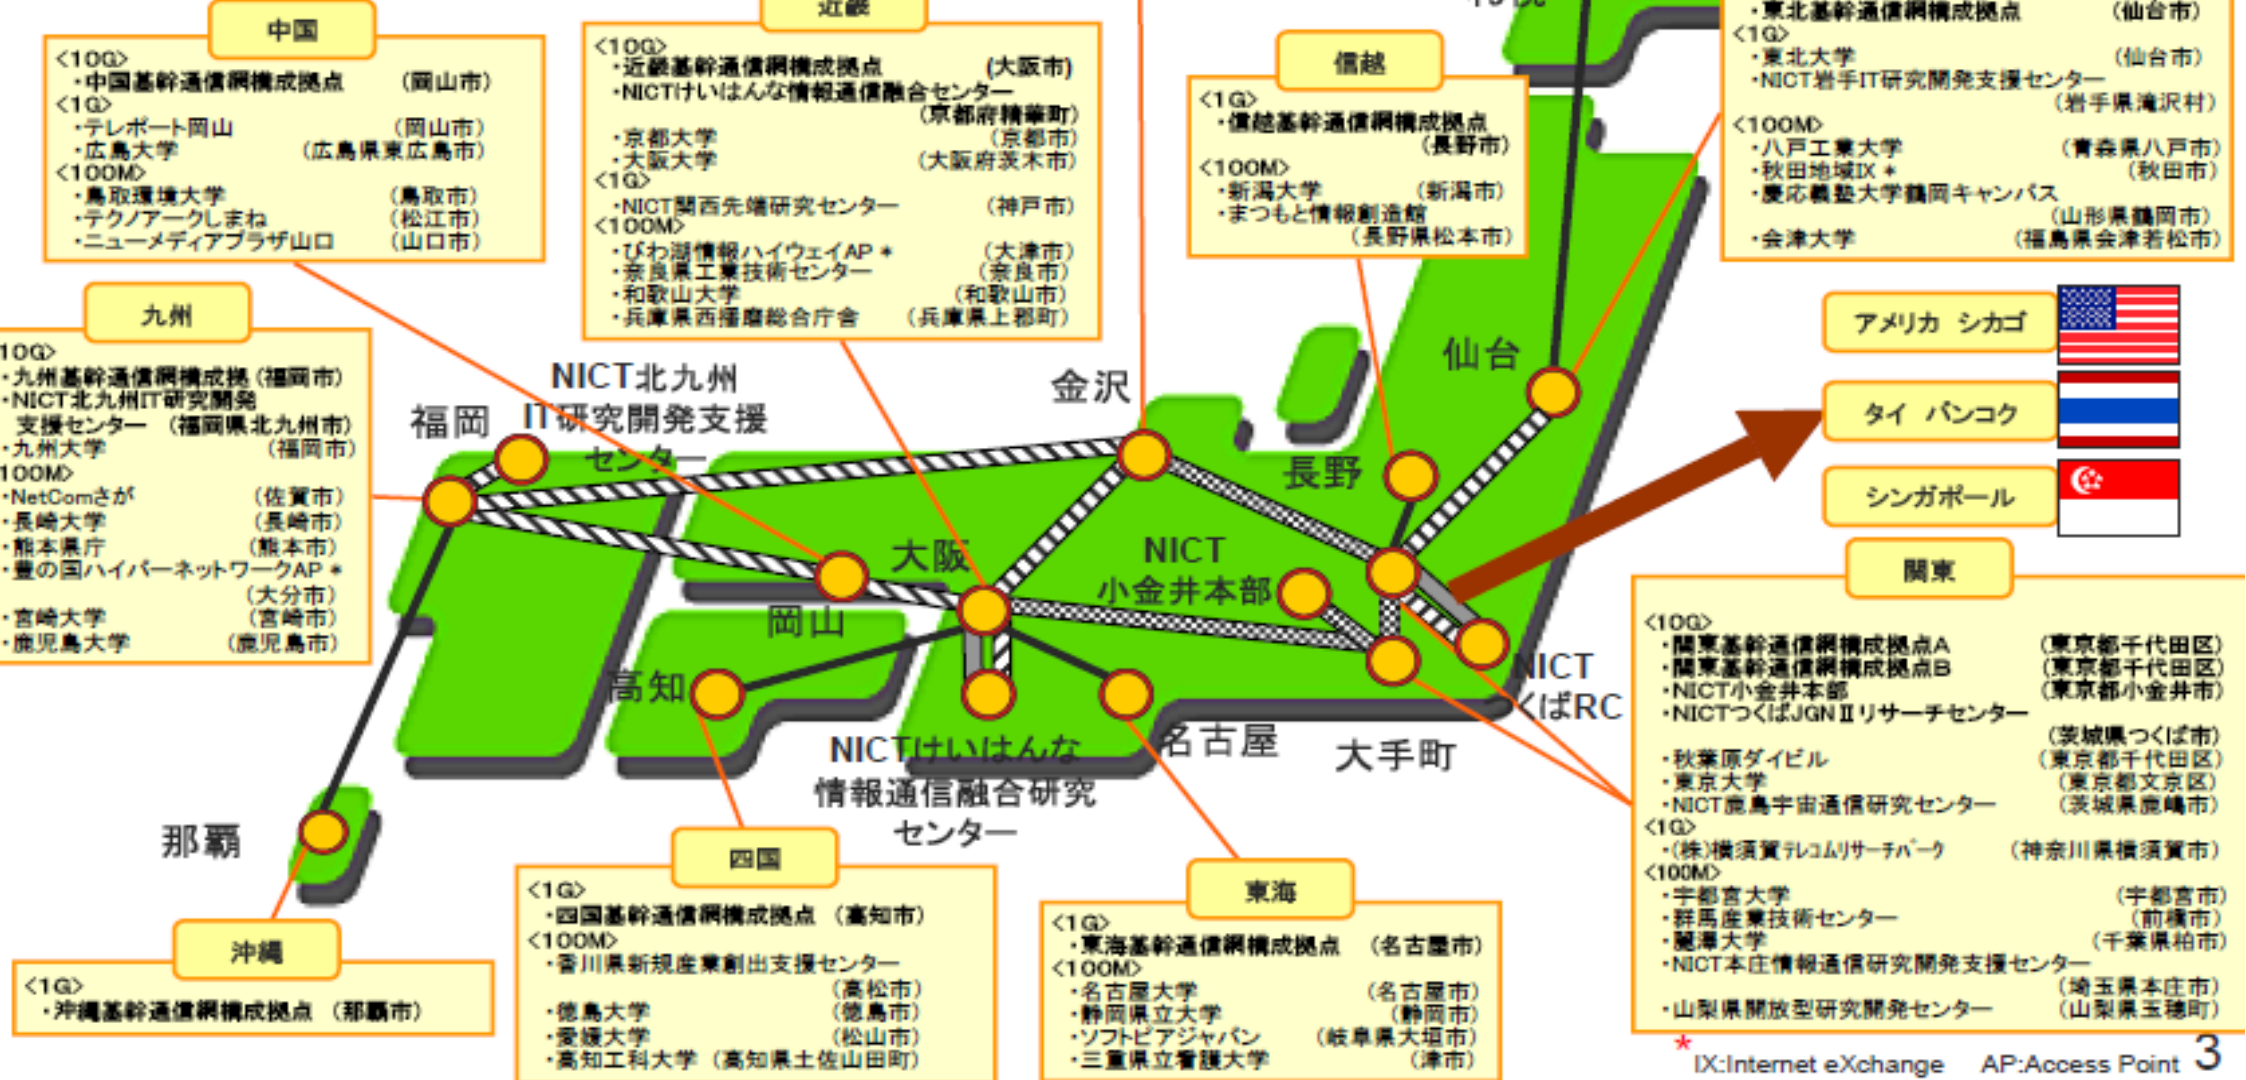 中国
<10G>
・中国基幹通信網構成拠点 (岡山市)
<1G>
・テレポート岡山 (岡山市)
・広島大学 (広島県東広島市)
<100M>
・鳥取環境大学 (鳥取市)
・テクノアークしまね (松江市)
・ニューメディアプラザ山口 (山口市)
近畿
<10G>
・近畿基幹通信網構成拠点 (大阪市)
・NICTけいはんな情報通信融合センター
(京都府精華町)
・京都大学 (京都市)
・大阪大学 (大阪府茨木市)
<1G>
・NICT関西先端研究センター (神戸市)
<100M>
・びわ湖情報ハイウェイAP * (大津市)
・奈良県工業技術センター (奈良市)
・和歌山大学 (和歌山市)
・兵庫県西播磨総合庁舎 (兵庫県上郡町)
信越
<1G>
・信越基幹通信網構成拠点
(長野市)
<100M>
・新潟大学 (新潟市)
・まつもと情報創造館
(長野県松本市)
・東北基幹通信網構成拠点 (仙台市)
<1G>
・東北大学 (仙台市)
・NICT岩手IT研究開発支援センター
(岩手県滝沢村)
<100M>
・八戸工業大学 (青森県八戸市)
・秋田地域IX * (秋田市)
・慶応義塾大学鶴岡キャンパス
(山形県鶴岡市)
・会津大学 (福島県会津若松市)
九州
10G>
・九州基幹通信網構成拠 (福岡市)
・NICT北九州IT研究開発
支援センター (福岡県北九州市)
・九州大学 (福岡市)
100M>
・NetComさが (佐賀市)
・長崎大学 (長崎市)
・熊本県庁 (熊本市)
・豊の国ハイパーネットワークAP *
(大分市)
・宮崎大学 (宮崎市)
・鹿児島大学 (鹿児島市)
アメリカ シカゴ
タイ バンコク
シンガポール
福岡
NICT北九州
IT研究開発支援
センター
金沢
仙台
長野
大阪
岡山
NICT
小金井本部
高知
NICTけいはんな
情報通信融合研究
センター
名古屋
大手町
NICT
くばRC
那覇
沖縄
<1G>
・沖縄基幹通信網構成拠点 (那覇市)
四国
<1G>
・四国基幹通信網構成拠点 (高知市)
<100M>
・香川県新規産業創出支援センター
(高松市)
・徳島大学 (徳島市)
・愛媛大学 (松山市)
・高知工科大学 (高知県土佐山田町)
東海
<1G>
・東海基幹通信網構成拠点 (名古屋市)
<100M>
・名古屋大学 (名古屋市)
・静岡県立大学 (静岡市)
・ソフトピアジャパン (岐阜県大垣市)
・三重県立看護大学 (津市)
関東
<10G>
・関東基幹通信網構成拠点A (東京都千代田区)
・関東基幹通信網構成拠点B (東京都千代田区)
・NICT小金井本部 (東京都小金井市)
・NICTつくばJGNⅡリサーチセンター
(茨城県つくば市)
・秋葉原ダイビル (東京都千代田区)
・東京大学 (東京都文京区)
・NICT鹿島宇宙通信研究センター (茨城県鹿嶋市)
<1G>
・(株)横須賀テレコムリサーチパーク (神奈川県横須賀市)
<100M>
・宇都宮大学 (宇都宮市)
・群馬産業技術センター (前橋市)
・麗澤大学 (千葉県柏市)
・NICT本庄情報通信研究開発支援センター
(埼玉県本庄市)
・山梨県開放型研究開発センター (山梨県玉穂町)
*
IX:Internet eXchange AP:Access Point 3